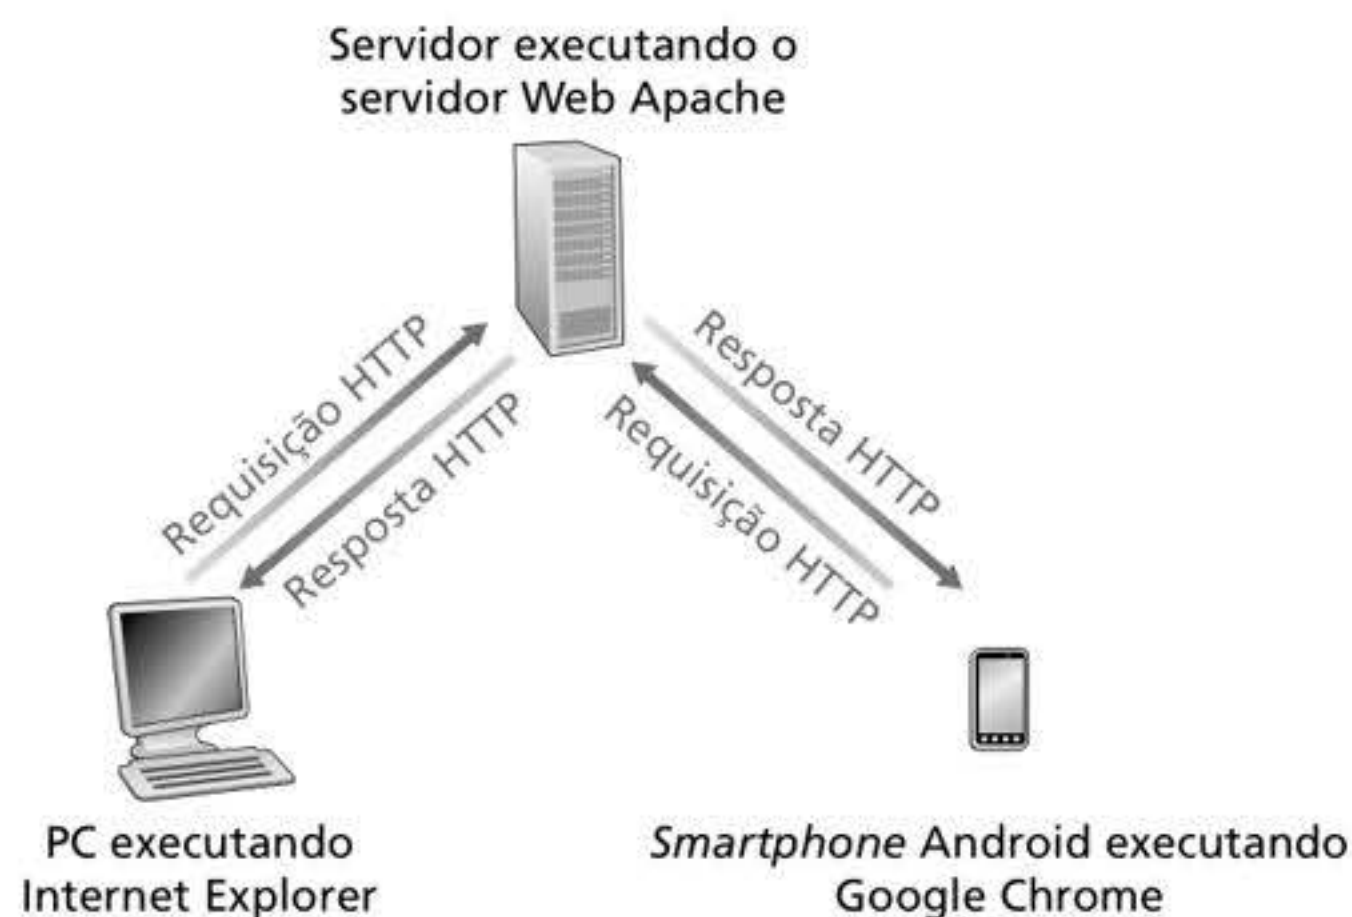 Servidor executando o
servidor Web Apache
Requisição HTTP
Resposta HTTP
Resposta HTTP
Requisição HTTP
PC executando
Internet Explorer
Smartphone Android executando
Google Chrome